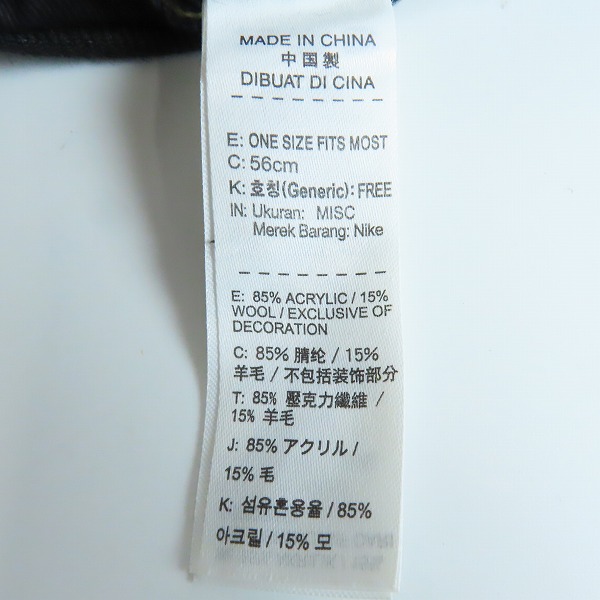 MADE IN CHINA
中国製
DIBUAT DI CINA
E: ONE SIZE FITS MOST
C: 56cm
K: 호칭(Generic): FREE
IN: Ukuran: MISC
Merek Barang: Nike
E: 85% ACRYLIC / 15%
WOOL / EXCLUSIVE OF
DECORATION
C: 85% 腈纶 / 15%
羊毛 / 不包括装饰部分
T: 85% 壓克力纖維 /
15% 羊毛
J: 85% アクリル /
15% 毛
K: 섬유혼용율 / 85%
아크릴 / 15% 모